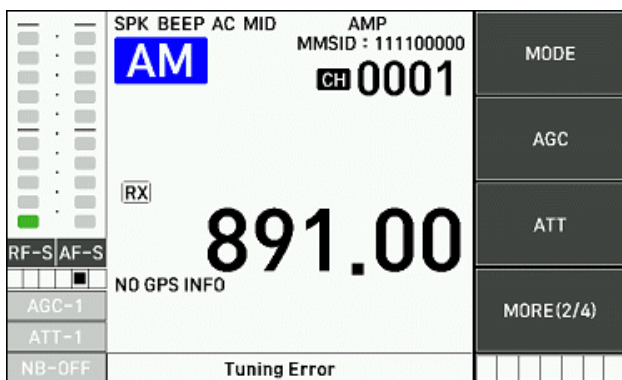 SPK BEEP AC MID AMP
AM
MMSID : 111100000
CH 0001
RX
891.00
NO GPS INFO
RF-S AF-S
AGC-1
ATT-1
NB-OFF
Tuning Error
MODE
AGC
ATT
MORE(2/4)